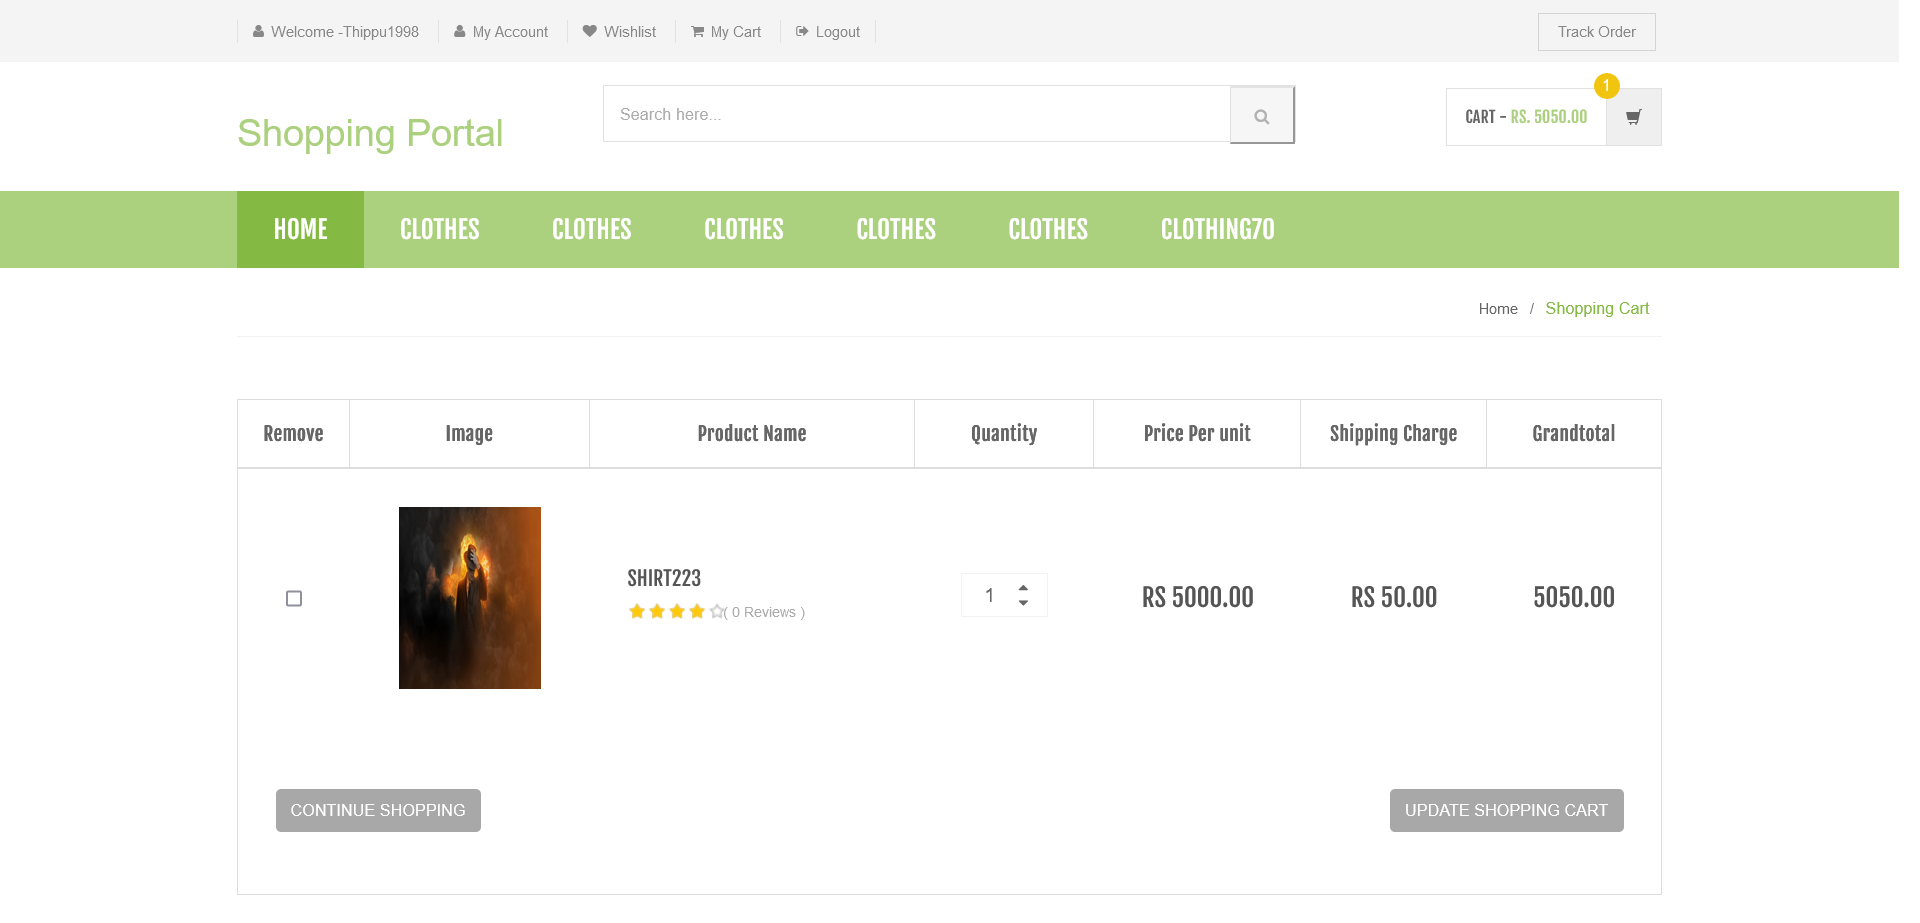 Welcome -Thippu1998 My Account Wishlist My Cart Logout Track Order
Shopping Portal
Search here...
CART - RS. 5050.00
1
HOME CLOTHES CLOTHES CLOTHES CLOTHES CLOTHES CLOTHING70
Home / Shopping Cart
Remove Image Product Name Quantity Price Per unit Shipping Charge Grandtotal
SHIRT223
( 0 Reviews )
1
RS 5000.00
RS 50.00
5050.00
CONTINUE SHOPPING
UPDATE SHOPPING CART